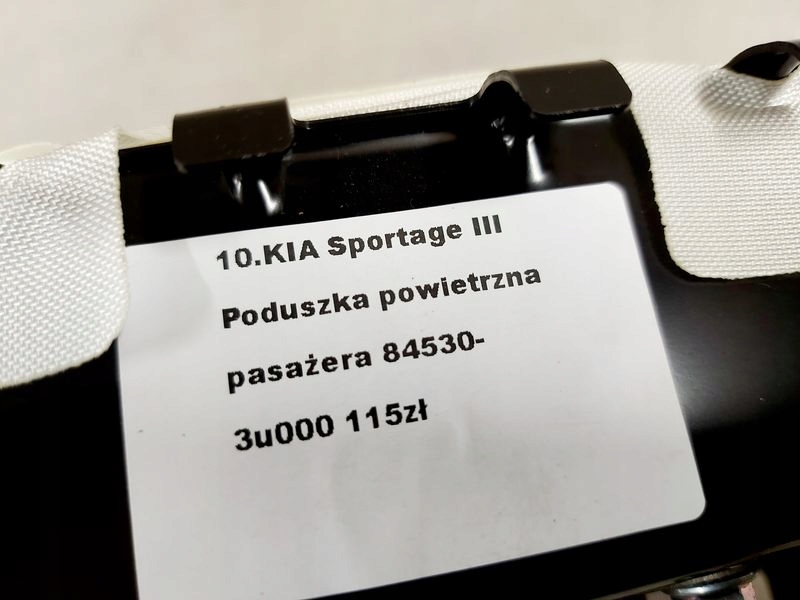 10.KIA Sportage III
Poduszka powietrzna
pasażera 84530-
3u000 115zł